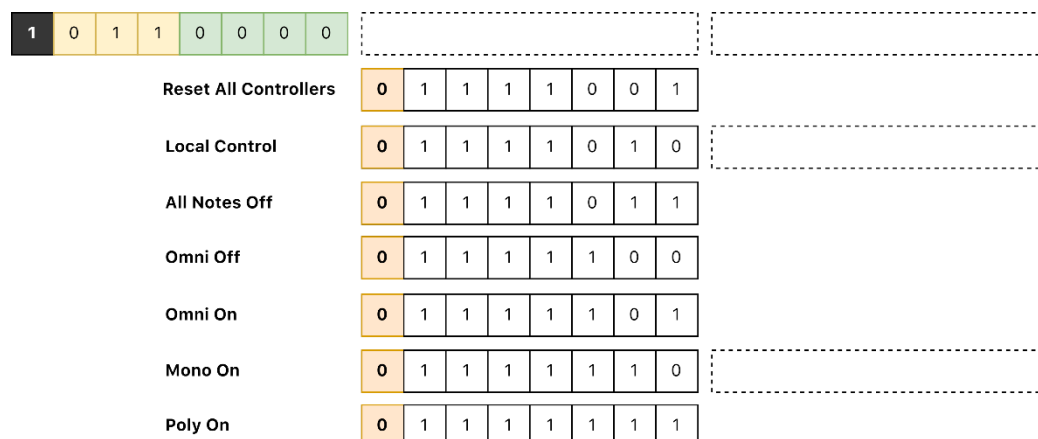 1 0 1 1 0 0 0 0
Reset All Controllers 0 1 1 1 1 0 0 1
Local Control 0 1 1 1 1 0 1 0
All Notes Off 0 1 1 1 1 0 1 1
Omni Off 0 1 1 1 1 1 0 0
Omni On 0 1 1 1 1 1 0 1
Mono On 0 1 1 1 1 1 1 0
Poly On 0 1 1 1 1 1 1 1